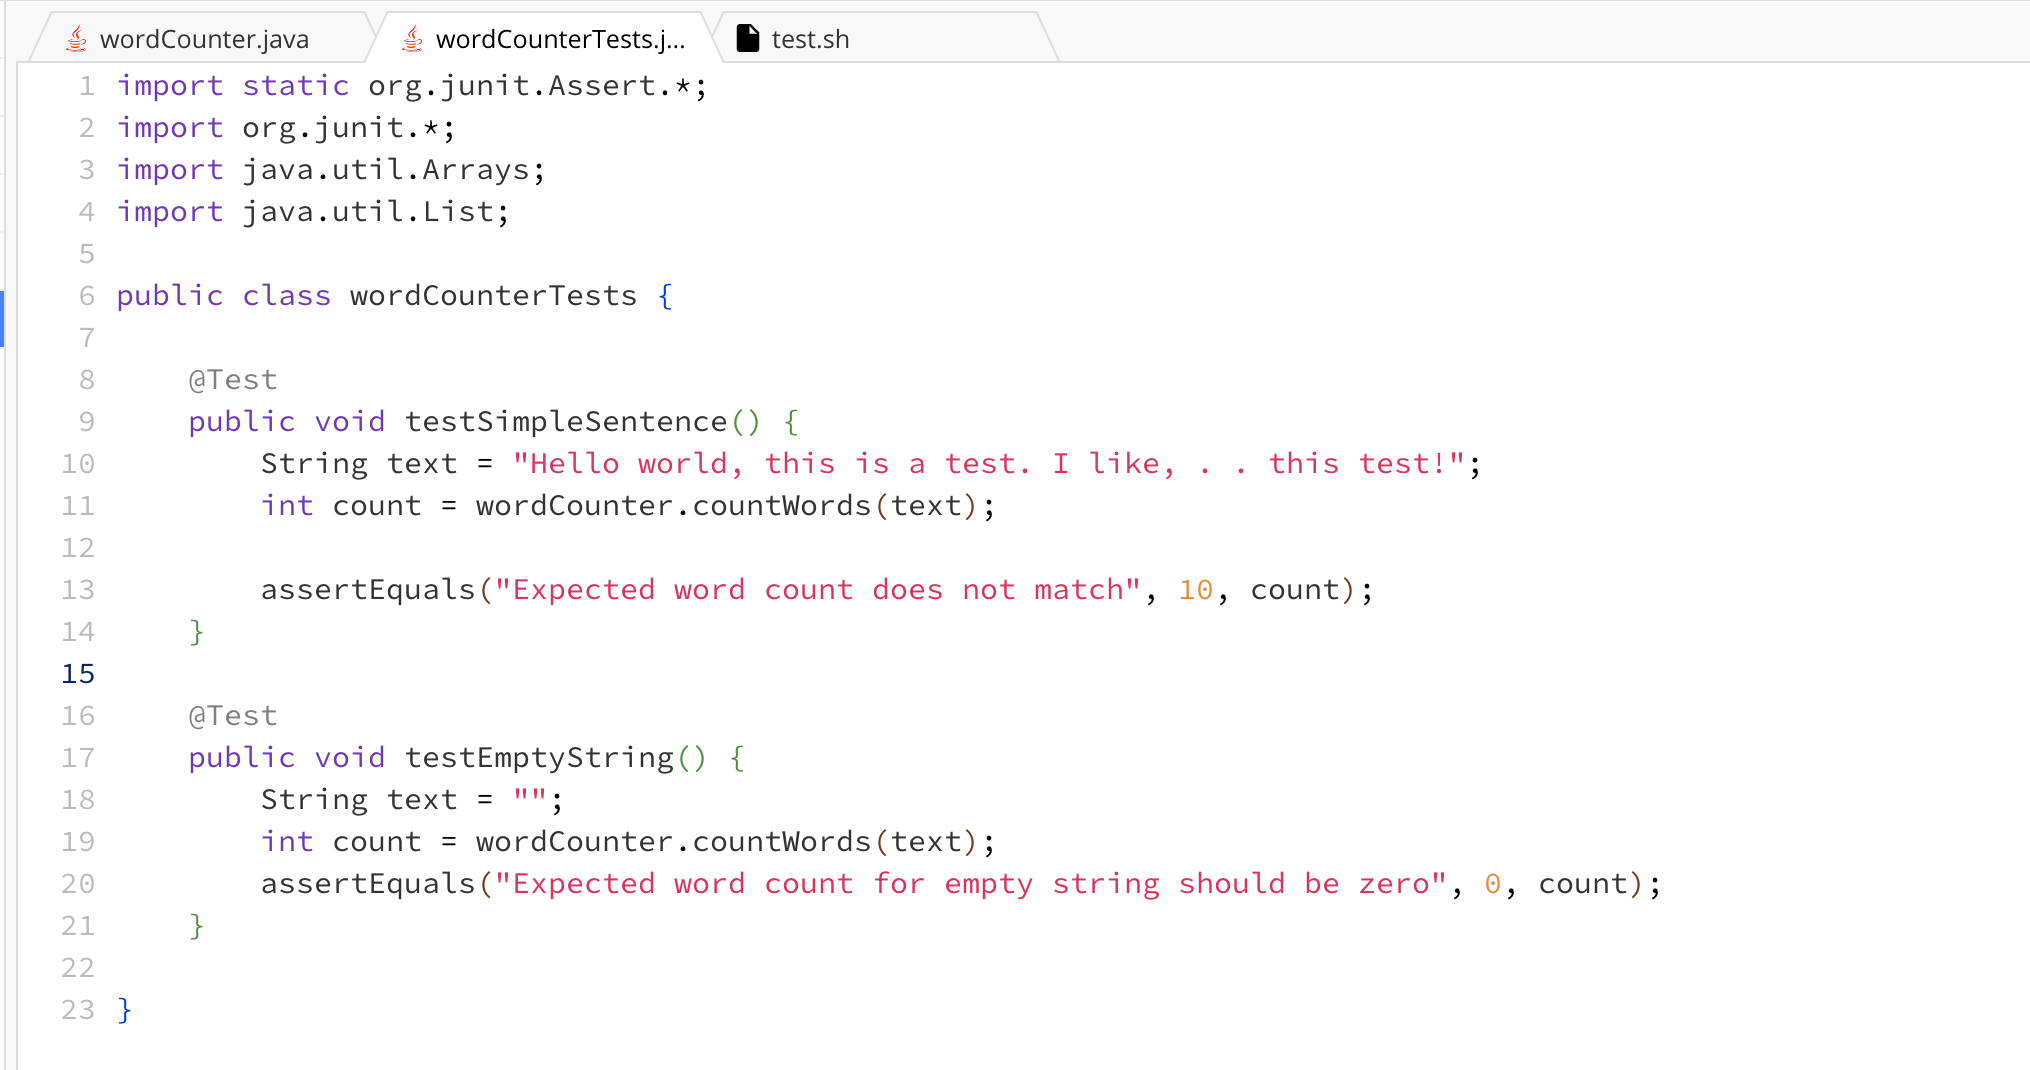 wordCounter.java wordCounterTests.j... test.sh
1 import static org.junit.Assert.*;
2 import org.junit.*;
3 import java.util.Arrays;
4 import java.util.List;
5
6 public class wordCounterTests {
7
8     @Test
9     public void testSimpleSentence() {
10         String text = "Hello world, this is a test. I like, . . this test!";
11         int count = wordCounter.countWords(text);
12
13         assertEquals("Expected word count does not match", 10, count);
14     }
15
16     @Test
17     public void testEmptyString() {
18         String text = "";
19         int count = wordCounter.countWords(text);
20         assertEquals("Expected word count for empty string should be zero", 0, count);
21     }
22
23 }